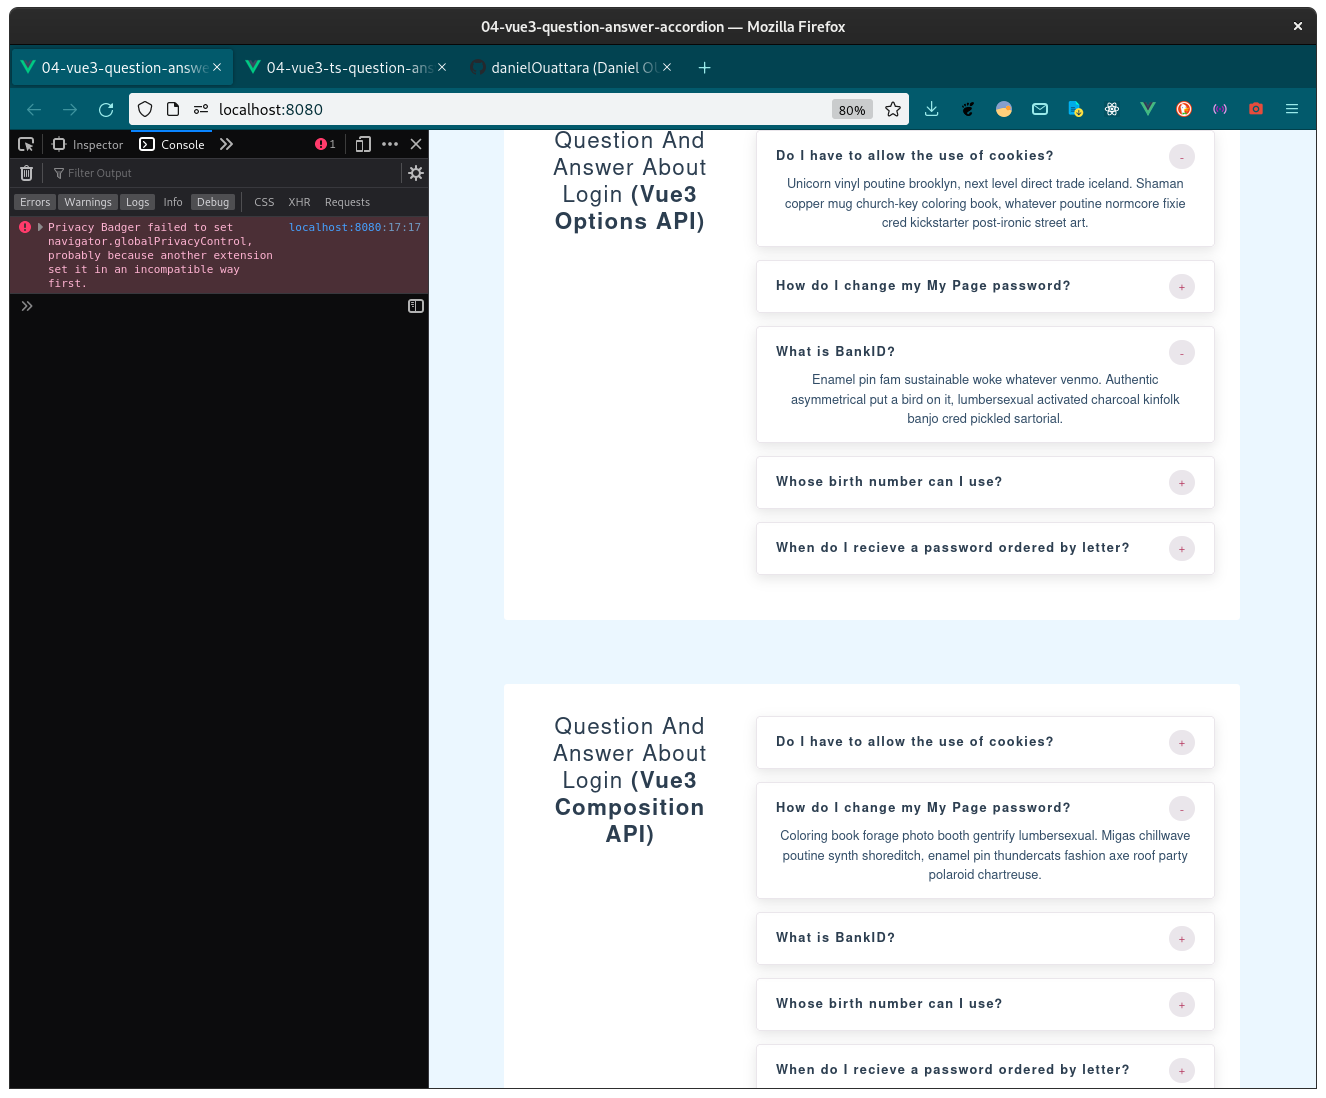 04-vue3-question-answer-accordion — Mozilla Firefox
04-vue3-question-answe
04-vue3-ts-question-ans
danielOuattara (Daniel OU
localhost:8080
80%
Inspector
Console
1
Filter Output
Errors
Warnings
Logs
Info
Debug
CSS
XHR
Requests
Privacy Badger failed to set
navigator.globalPrivacyControl,
probably because another extension
set it in an incompatible way
first.
localhost:8080:17:17
Question And
Answer About
Login (Vue3
Options API)
Do I have to allow the use of cookies?
-
Unicorn vinyl poutine brooklyn, next level direct trade iceland. Shaman
copper mug church-key coloring book, whatever poutine normcore fixie
cred kickstarter post-ironic street art.
How do I change my My Page password?
+
What is BankID?
-
Enamel pin fam sustainable woke whatever venmo. Authentic
asymmetrical put a bird on it, lumbersexual activated charcoal kinfolk
banjo cred pickled sartorial.
Whose birth number can I use?
+
When do I recieve a password ordered by letter?
+
Question And
Answer About
Login (Vue3
Composition
API)
Do I have to allow the use of cookies?
+
How do I change my My Page password?
-
Coloring book forage photo booth gentrify lumbersexual. Migas chillwave
poutine synth shoreditch, enamel pin thundercats fashion axe roof party
polaroid chartreuse.
What is BankID?
+
Whose birth number can I use?
+
When do I recieve a password ordered by letter?
+